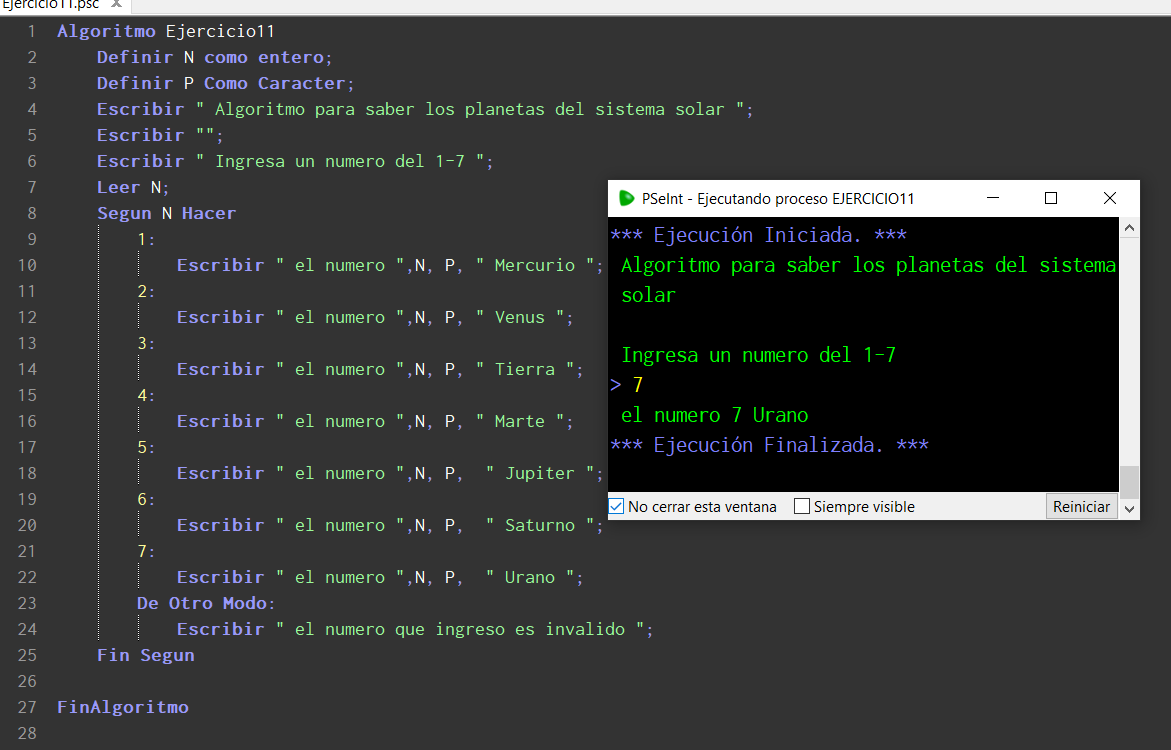 Ejercicio11.psc X
1 Algoritmo Ejercicio11
2 Definir N como entero;
3 Definir P Como Caracter;
4 Escribir " Algoritmo para saber los planetas del sistema solar ";
5 Escribir "";
6 Escribir " Ingresa un numero del 1-7 ";
7 Leer N;
8 Segun N Hacer
9 1:
10 Escribir " el numero ",N, P, " Mercurio ";
11 2:
12 Escribir " el numero ",N, P, " Venus ";
13 3:
14 Escribir " el numero ",N, P, " Tierra ";
15 4:
16 Escribir " el numero ",N, P, " Marte ";
17 5:
18 Escribir " el numero ",N, P,  " Jupiter ";
19 6:
20 Escribir " el numero ",N, P,  " Saturno ";
21 7:
22 Escribir " el numero ",N, P,  " Urano ";
23 De Otro Modo:
24 Escribir " el numero que ingreso es invalido ";
25 Fin Segun
26
27 FinAlgoritmo
28
PSeInt - Ejecutando proceso EJERCICIO11
*** Ejecución Iniciada. ***
Algoritmo para saber los planetas del sistema
solar
Ingresa un numero del 1-7
> 7
el numero 7 Urano
*** Ejecución Finalizada. ***
No cerrar esta ventana Siempre visible Reiniciar